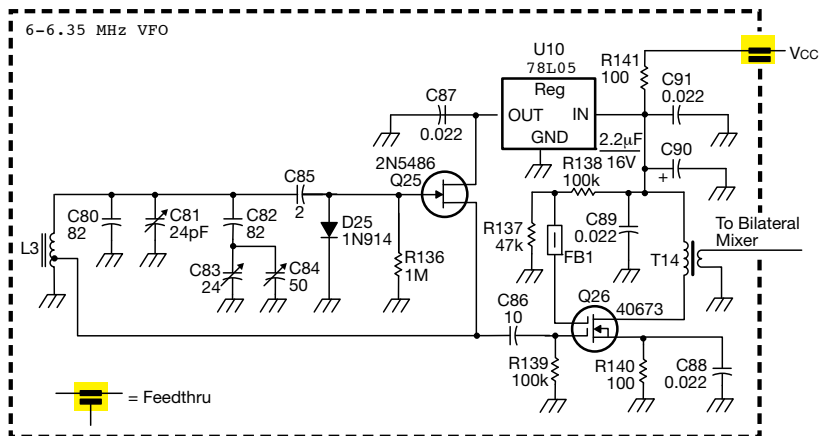 6-6.35 MHz VFO
U10
78L05
Reg
OUT
IN
GND
R141
100
VCC
C91
0.022
C87
0.022
2.2µF
16V
C90
+
2N5486
Q25
R138
100k
C85
2
C80
82
C81
24pF
C82
82
D25
1N914
R137
47k
C89
0.022
FB1
To Bilateral
Mixer
T14
L3
C83
24
C84
50
R136
1M
C86
10
Q26
40673
R139
100k
R140
100
C88
0.022
= Feedthru